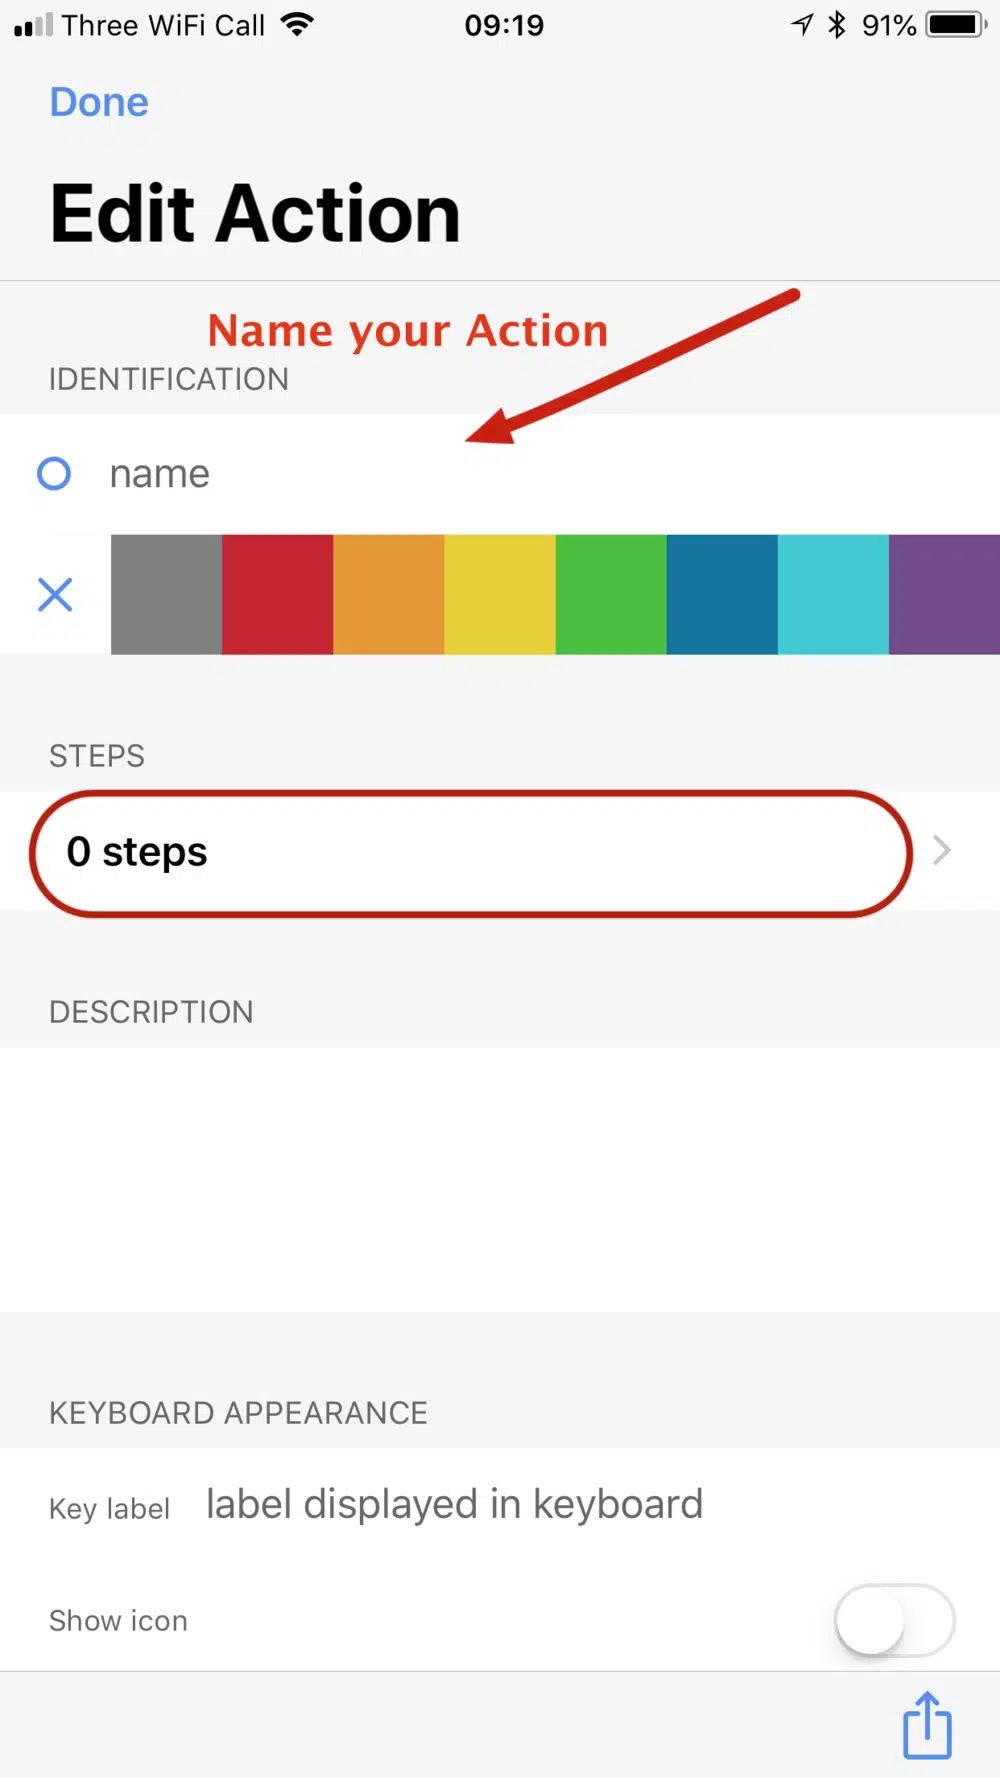 Three WiFi Call 09:19 91%
Done
Edit Action
Name your Action
IDENTIFICATION
name
STEPS
0 steps
DESCRIPTION
KEYBOARD APPEARANCE
Key label label displayed in keyboard
Show icon